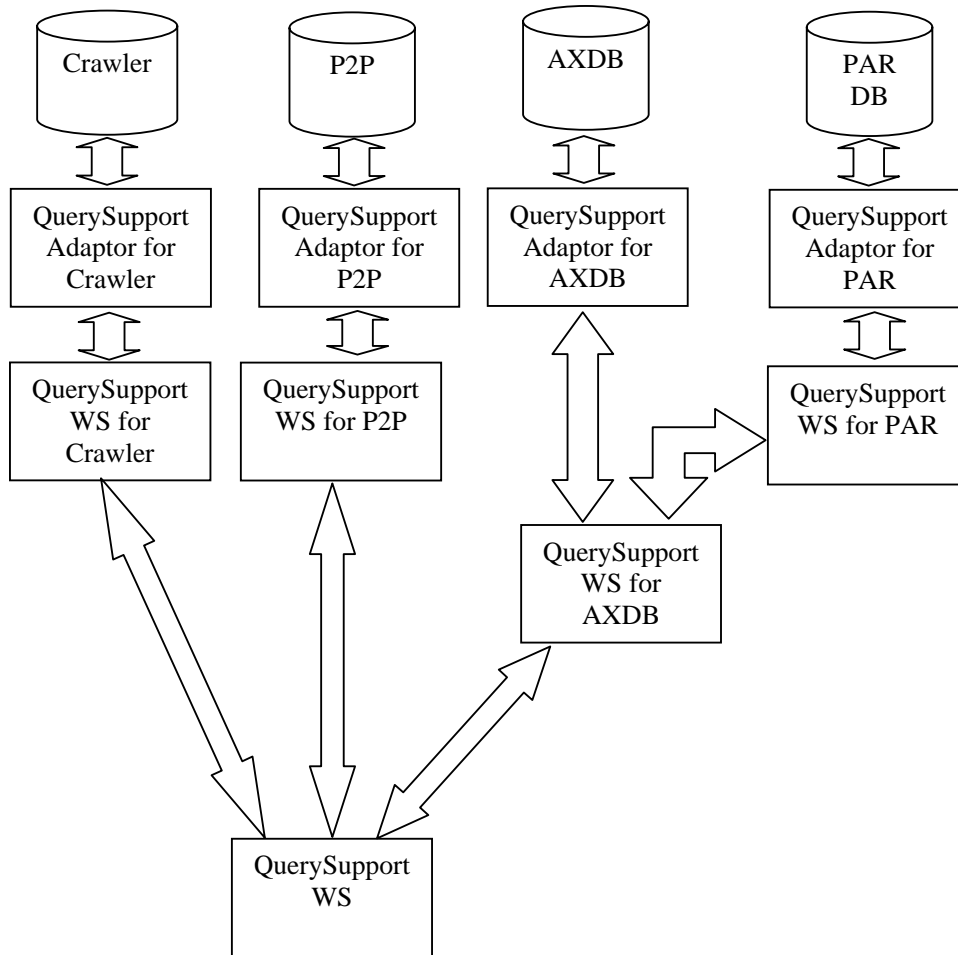 Crawler
P2P
AXDB
PAR
DB
QuerySupport
Adaptor for
Crawler
QuerySupport
Adaptor for
P2P
QuerySupport
Adaptor for
AXDB
QuerySupport
Adaptor for
PAR
QuerySupport
WS for
Crawler
QuerySupport
WS for P2P
QuerySupport
WS for PAR
QuerySupport
WS for
AXDB
QuerySupport
WS